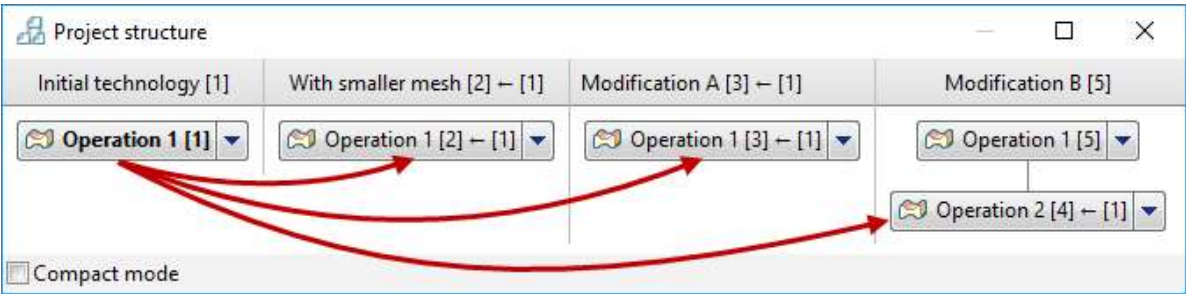 Project structure
Initial technology [1] With smaller mesh [2] ← [1] Modification A [3] ← [1] Modification B [5]
Operation 1 [1] Operation 1 [2] ← [1] Operation 1 [3] ← [1] Operation 1 [5]
Operation 2 [4] ← [1]
Compact mode